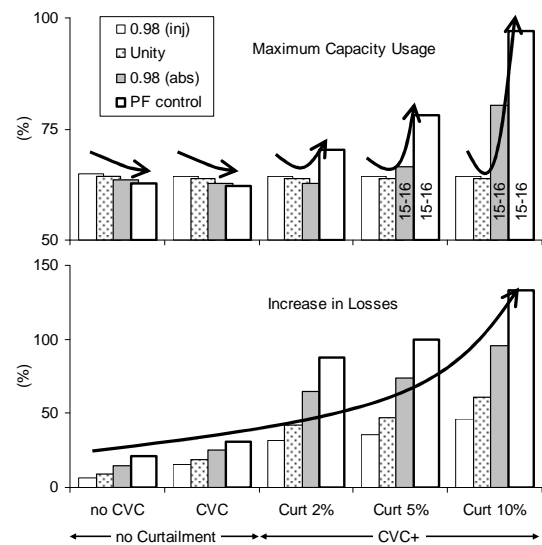 100
75
50
(%)
0.98 (inj)
Unity
0.98 (abs)
PF control
Maximum Capacity Usage
15-16
15-16
15-16
15-16
150
100
50
0
(%)
Increase in Losses
no CVC CVC Curt 2% Curt 5% Curt 10%
no Curtailment CVC+